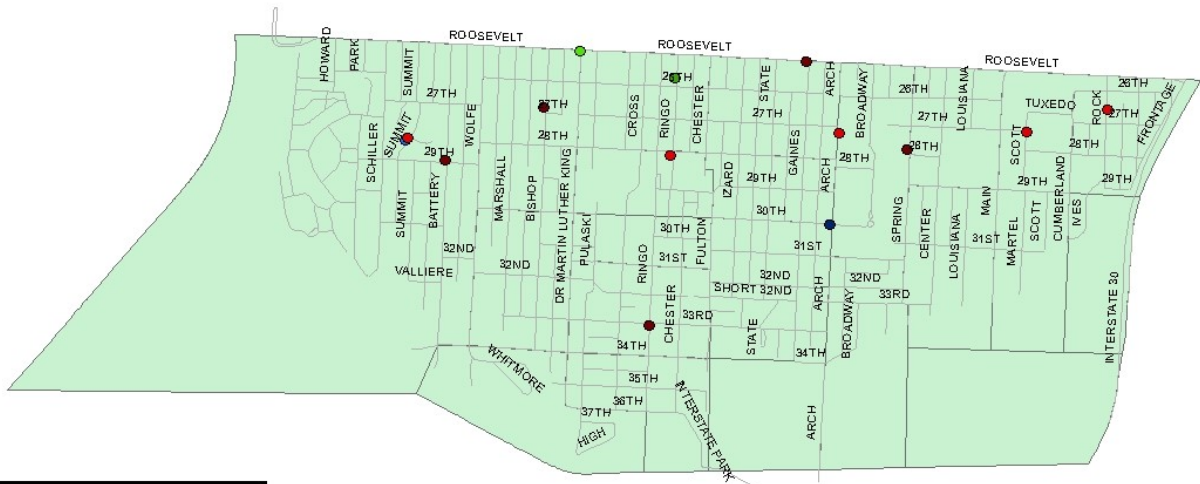 ROOSEVELT
ROOSEVELT
ROOSEVELT
HOWARD
PARK
SUMMIT
27TH
WOLFE
SCHILLER
SUMMIT
29TH
SUMMIT
BATTERY
32ND
VALLIERE
MARSHALL
BISHOP
28TH
32ND
DR MARTIN LUTHER KING
PULASKI
CROSS
RINGO
CHESTER
STATE
27TH
GAINES
ARCH
BROADWAY
28TH
IZARD
29TH
ARCH
30TH
30TH
31ST
31ST
FULTON
RINGO
CHESTER
32ND
SHORT 32ND
32ND
33RD
33RD
34TH
34TH
STATE
ARCH
BROADWAY
26TH
27TH
LOUISIANA
28TH
SPRING
CENTER
LOUISIANA
MAIN
31ST
MARTEL
SCOTT
TUXEDO
SCOTT
29TH
CUMBERLAND
IVES
ROCK
26TH
27TH
28TH
29TH
FRONTAGE
INTERSTATE 30
WHITMORE
35TH
36TH
37TH
HIGH
INTERSTATE PARK
ARCH